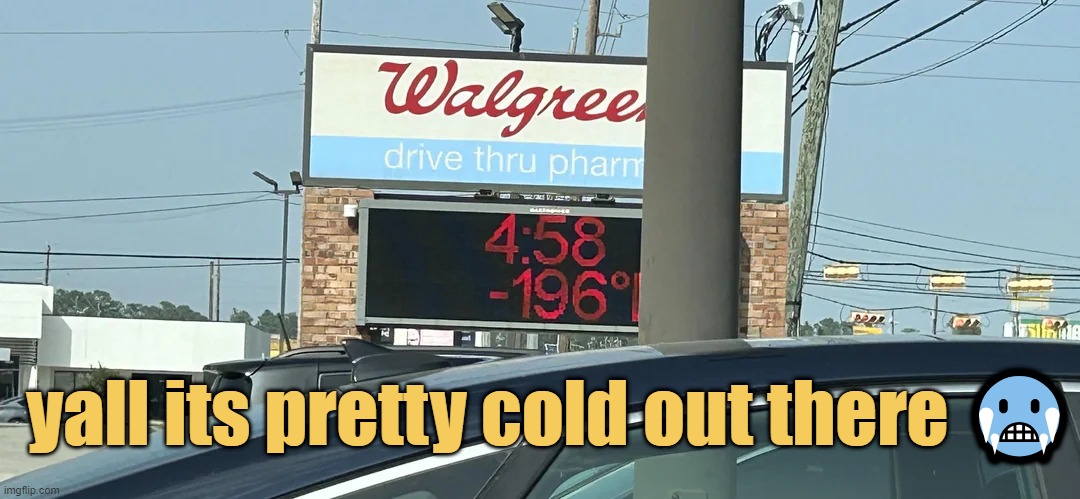 Walgree
drive thru pharm
4:58
-196°
yall its pretty cold out there 🥶
imgflip.com